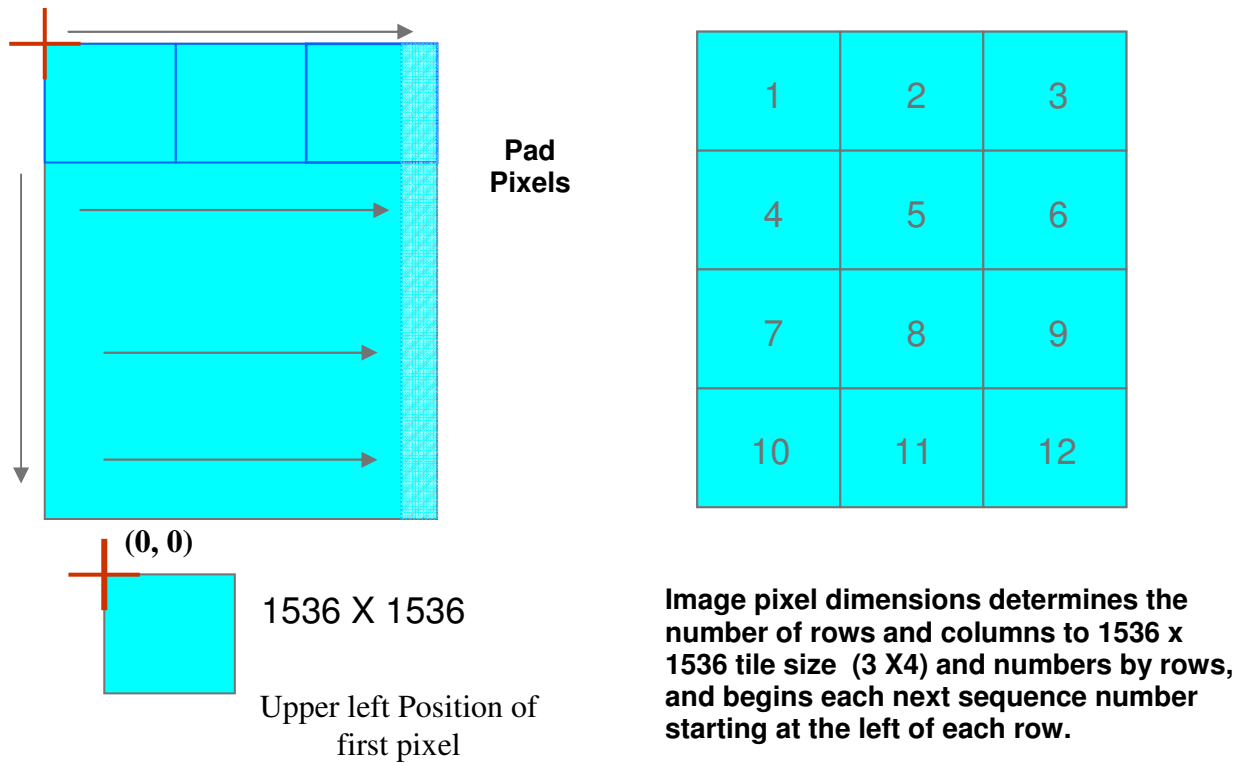 Pad
Pixels
1 2 3
4 5 6
7 8 9
10 11 12
(0, 0)
1536 X 1536
Upper left Position of
first pixel
Image pixel dimensions determines the
number of rows and columns to 1536 x
1536 tile size (3 X4) and numbers by rows,
and begins each next sequence number
starting at the left of each row.